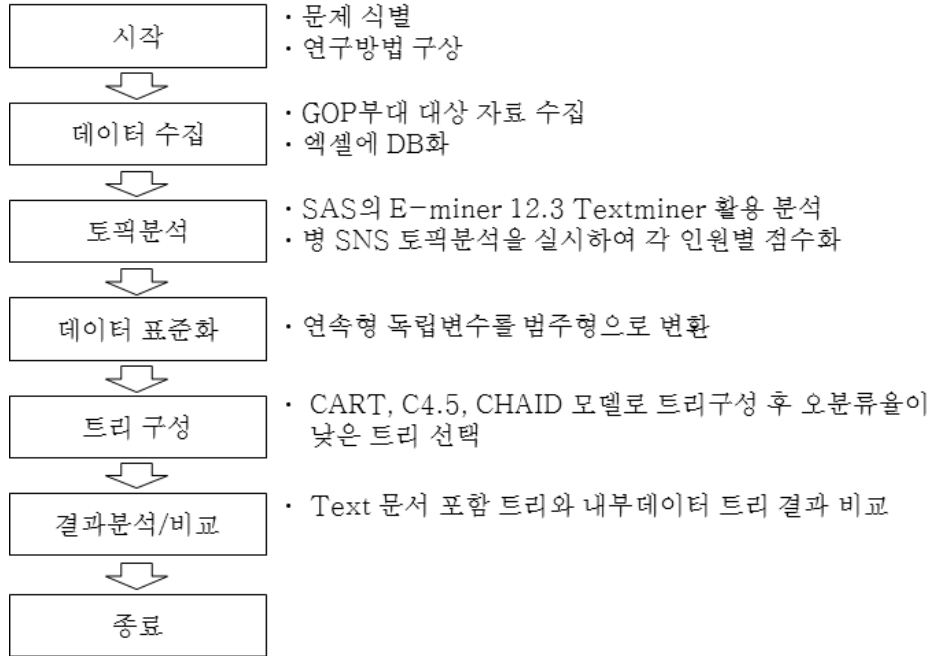 시작
· 문제 식별
· 연구방법 구상
데이터 수집
· GOP부대 대상 자료 수집
· 엑셀에 DB화
토픽분석
· SAS의 E-miner 12.3 Textminer 활용 분석
· 병 SNS 토픽분석을 실시하여 각 인원별 점수화
데이터 표준화
· 연속형 독립변수를 범주형으로 변환
트리 구성
· CART, C4.5, CHAID 모델로 트리구성 후 오분류율이
낮은 트리 선택
결과분석/비교
· Text 문서 포함 트리와 내부데이터 트리 결과 비교
종료